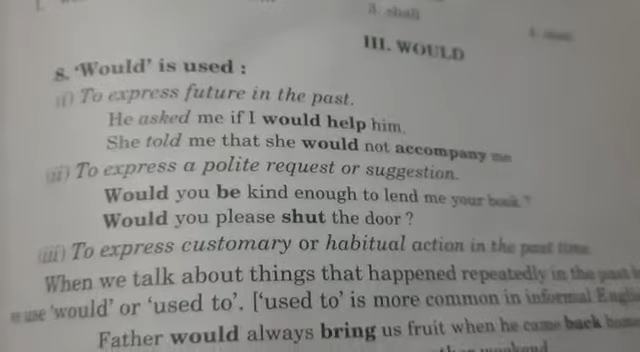 3. shall
III. WOULD
8. 'Would' is used :
(i) To express future in the past.
He asked me if I would help him.
She told me that she would not accompany me
(ii) To express a polite request or suggestion.
Would you be kind enough to lend me your book ?
Would you please shut the door ?
(iii) To express customary or habitual action in the past time
When we talk about things that happened repeatedly in the past
we use 'would' or 'used to'. ['used to' is more common in informal
Father would always bring us fruit when he came back home